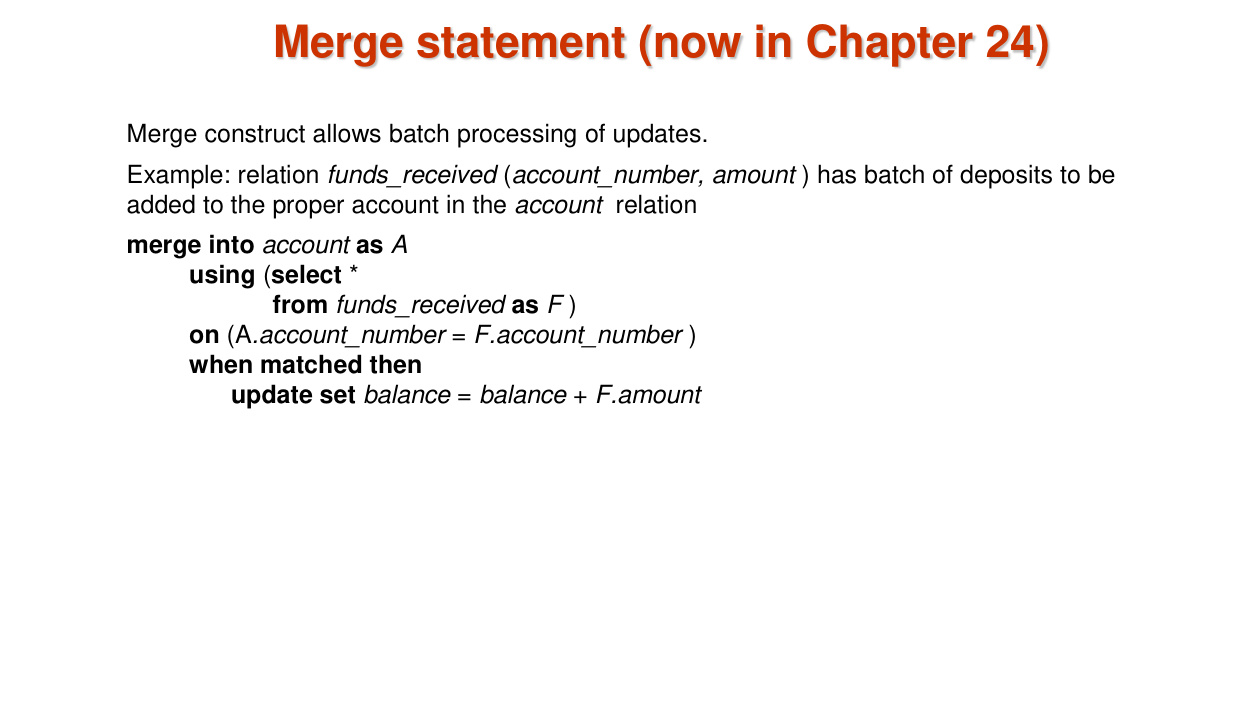 Merge statement (now in Chapter 24)
Merge construct allows batch processing of updates.
Example: relation funds_received (account_number, amount ) has batch of deposits to be
added to the proper account in the account relation
merge into account as A
using (select *
from funds_received as F )
on (A.account_number = F.account_number )
when matched then
update set balance = balance + F.amount